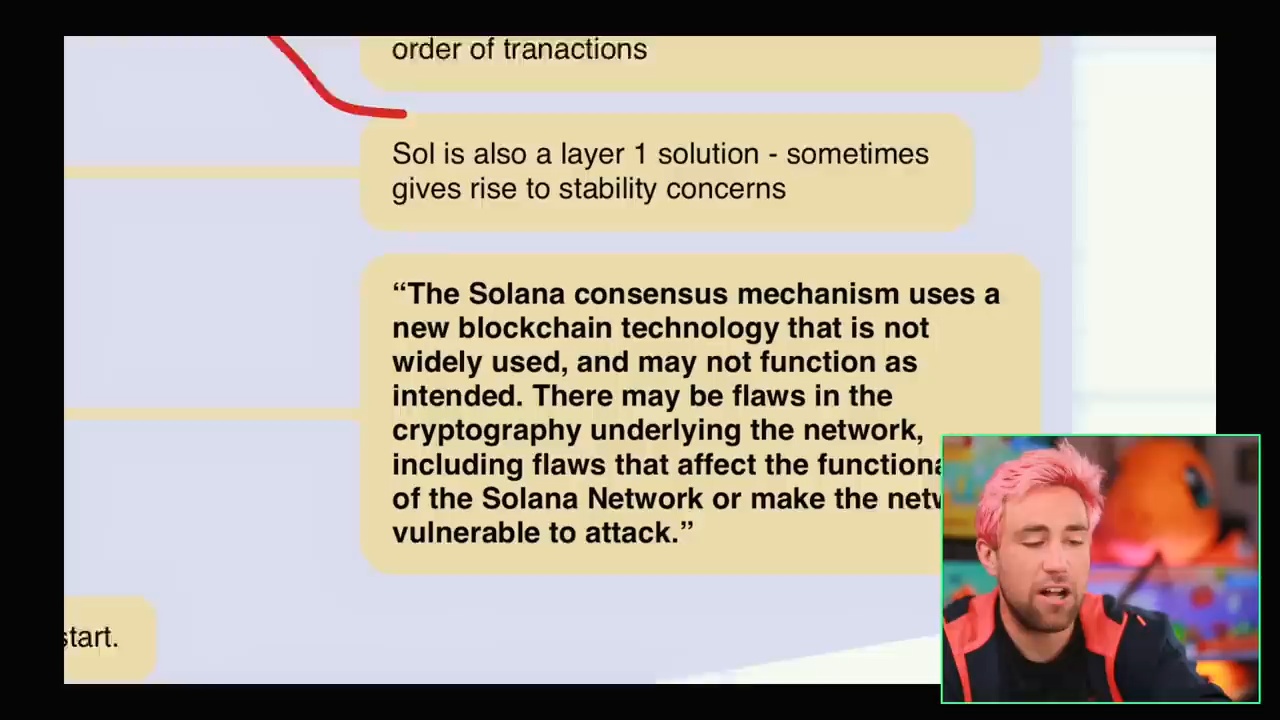 order of tranactions
Sol is also a layer 1 solution - sometimes
gives rise to stability concerns
“The Solana consensus mechanism uses a
new blockchain technology that is not
widely used, and may not function as
intended. There may be flaws in the
cryptography underlying the network,
including flaws that affect the
of the Solana Network or make the
vulnerable to attack.”
start.